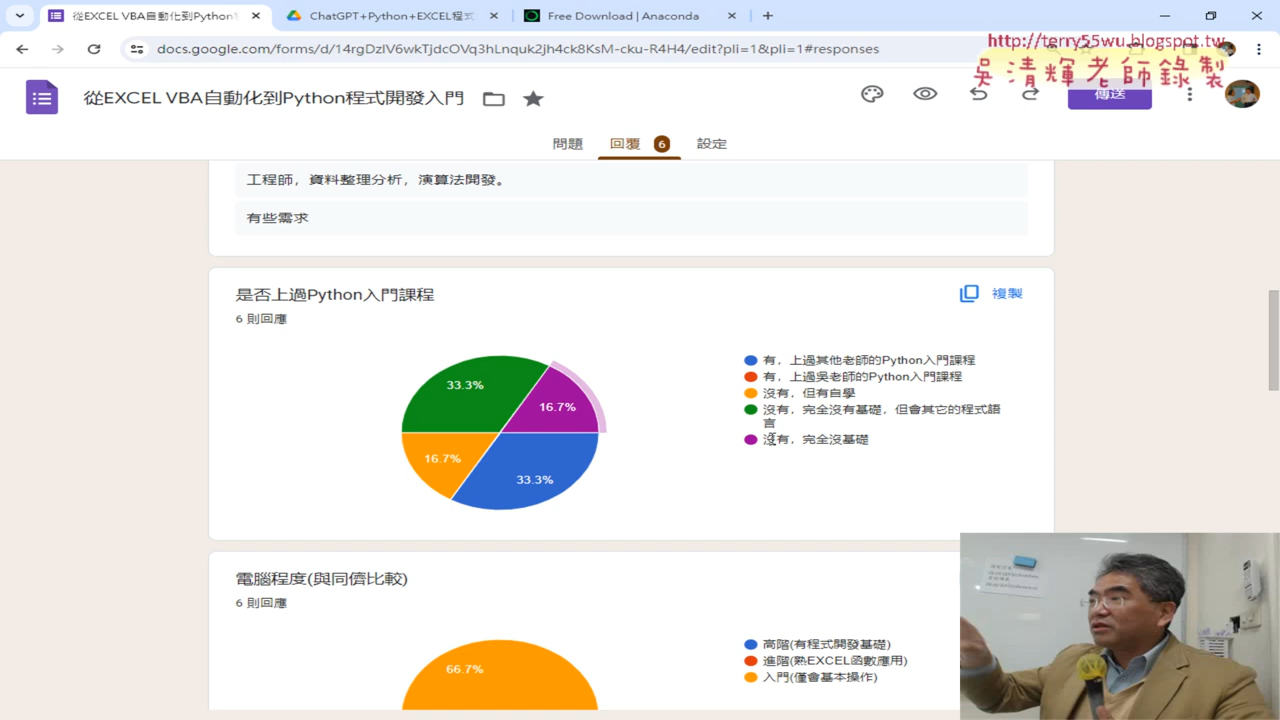 從EXCEL VBA自動化到Python
ChatGPT+Python+EXCEL程式
Free Download | Anaconda
docs.google.com/forms/d/14rgDzlV6wkTjdcOVq3hLnquk2jh4ck8KsM-cku-R4H4/edit?pli=1&pli=1#responses
http://terry55wu.blogspot.tw
吳清輝老師錄製
從EXCEL VBA自動化到Python程式開發入門
傳送
問題
回覆 6
設定
工程師，資料整理分析，演算法開發。
有些需求
是否上過Python入門課程
複製
6 則回應
33.3%
16.7%
16.7%
33.3%
有，上過其他老師的Python入門課程
有，上過吳老師的Python入門課程
沒有，但有自學
沒有，完全沒有基礎，但會其它的程式語
言
沒有，完全沒基礎
電腦程度(與同儕比較)
6 則回應
66.7%
高階(有程式開發基礎)
進階(熟EXCEL函數應用)
入門(僅會基本操作)